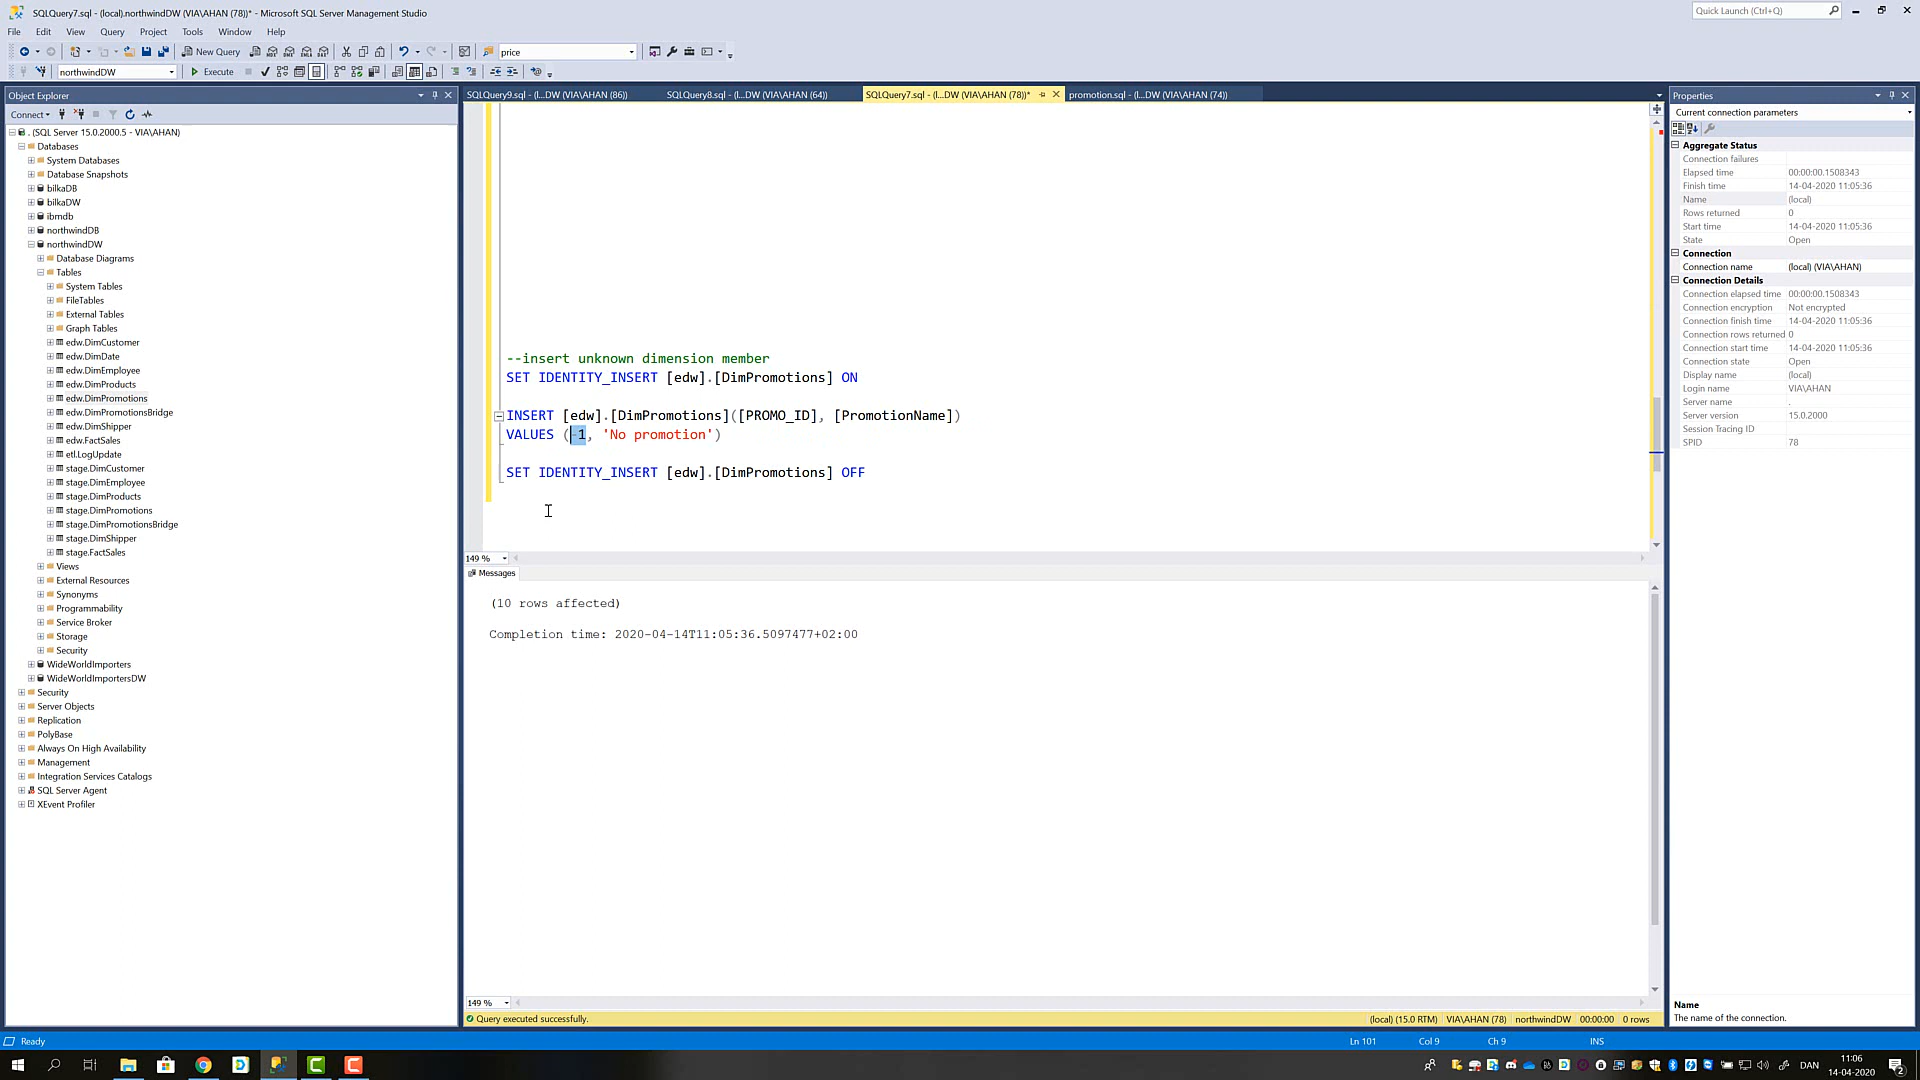 SQLQuery7.sql - (local).northwindDW (VIA\AHAN (78))* - Microsoft SQL Server Management Studio
Quick Launch (Ctrl+Q)
File Edit View Query Project Tools Window Help
New Query
price
northwindDW
Execute
Object Explorer
Connect
. (SQL Server 15.0.2000.5 - VIA\AHAN)
Databases
System Databases
Database Snapshots
bilkaDB
bilkaDW
ibmdb
northwindDB
northwindDW
Database Diagrams
Tables
System Tables
FileTables
External Tables
Graph Tables
edw.DimCustomer
edw.DimDate
edw.DimEmployee
edw.DimProducts
edw.DimPromotions
edw.DimPromotionsBridge
edw.DimShipper
edw.FactSales
etl.LogUpdate
stage.DimCustomer
stage.DimEmployee
stage.DimProducts
stage.DimPromotions
stage.DimPromotionsBridge
stage.DimShipper
stage.FactSales
Views
External Resources
Synonyms
Programmability
Service Broker
Storage
Security
WideWorldImporters
WideWorldImportersDW
Security
Server Objects
Replication
PolyBase
Always On High Availability
Management
Integration Services Catalogs
SQL Server Agent
XEvent Profiler
SQLQuery9.sql - (l...DW (VIA\AHAN (86)) SQLQuery8.sql - (l...DW (VIA\AHAN (64)) SQLQuery7.sql - (l...DW (VIA\AHAN (78))* promotion.sql - (l...DW (VIA\AHAN (74))
--insert unknown dimension member
SET IDENTITY_INSERT [edw].[DimPromotions] ON
INSERT [edw].[DimPromotions]([PROMO_ID], [PromotionName])
VALUES (-1, 'No promotion')
SET IDENTITY_INSERT [edw].[DimPromotions] OFF
149 %
Messages
(10 rows affected)
Completion time: 2020-04-14T11:05:36.5097477+02:00
149 %
Query executed successfully. (local) (15.0 RTM) VIA\AHAN (78) northwindDW 00:00:00 0 rows
Properties
Current connection parameters
Aggregate Status
Connection failures
Elapsed time 00:00:00.1508343
Finish time 14-04-2020 11:05:36
Name (local)
Rows returned 0
Start time 14-04-2020 11:05:36
State Open
Connection
Connection name (local) (VIA\AHAN)
Connection Details
Connection elapsed time 00:00:00.1508343
Connection encryption Not encrypted
Connection finish time 14-04-2020 11:05:36
Connection rows returned 0
Connection start time 14-04-2020 11:05:36
Connection state Open
Display name (local)
Login name VIA\AHAN
Server name .
Server version 15.0.2000
Session Tracing ID
SPID 78
Name
The name of the connection.
Ready Ln 101 Col 9 Ch 9 INS
DAN
11:06
14-04-2020
2